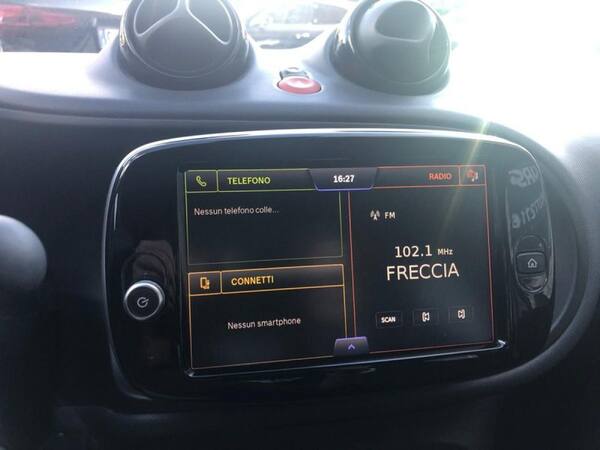 TELEFONO
16:27
RADIO
Nessun telefono colle...
FM
102.1 MHz
FRECCIA
CONNETTI
Nessun smartphone
SCAN